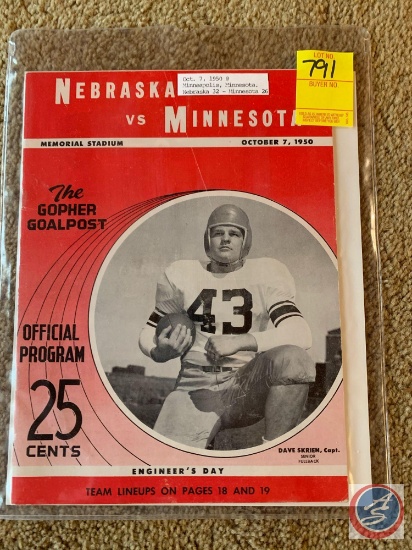 LOT NO.
791
BUYER NO.
Oct. 7, 1950 @
Minneapolis, Minnesota.
Nebraska 32 - Minnesota 26
NEBRASKA
VS MINNESOTA
MEMORIAL STADIUM OCTOBER 7, 1950
The
GOPHER
GOALPOST
OFFICIAL
PROGRAM
25
CENTS
43
DAVE SKRIEN, Capt.
SENIOR
FULLBACK
ENGINEER'S DAY
TEAM LINEUPS ON PAGES 18 AND 19